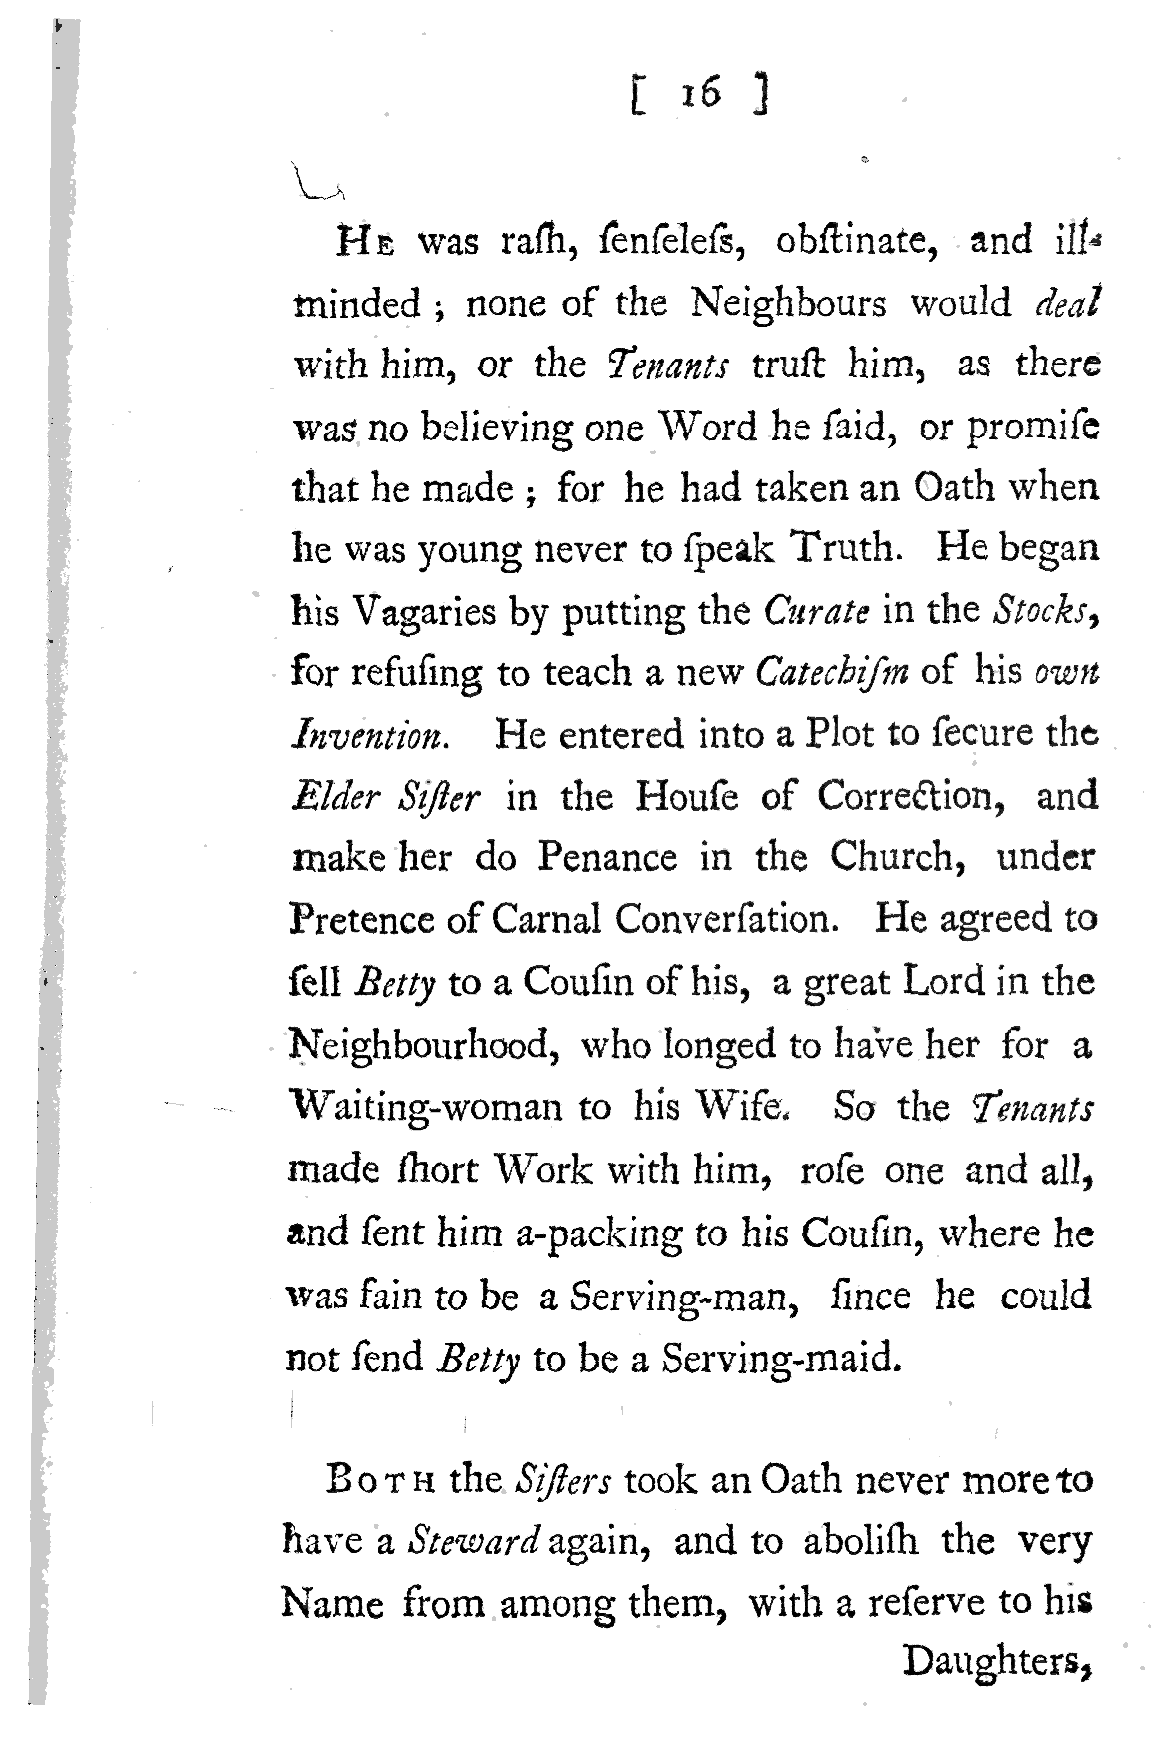 [ 16 ]
HE was raſh, ſenſeleſs, obſtinate, and ill-
minded ; none of the Neighbours would deal
with him, or the Tenants truſt him, as there
was no believing one Word he ſaid, or promiſe
that he made ; for he had taken an Oath when
he was young never to ſpeak Truth. He began
his Vagaries by putting the Curate in the Stocks,
for refuſing to teach a new Catechiſm of his own
Invention. He entered into a Plot to ſecure the
Elder Siſter in the Houſe of Correction, and
make her do Penance in the Church, under
Pretence of Carnal Converſation. He agreed to
ſell Betty to a Couſin of his, a great Lord in the
Neighbourhood, who longed to have her for a
Waiting-woman to his Wife. So the Tenants
made ſhort Work with him, roſe one and all,
and ſent him a-packing to his Couſin, where he
was fain to be a Serving-man, ſince he could
not ſend Betty to be a Serving-maid.
BOTH the Siſters took an Oath never more to
have a Steward again, and to aboliſh the very
Name from among them, with a reſerve to his
Daughters,